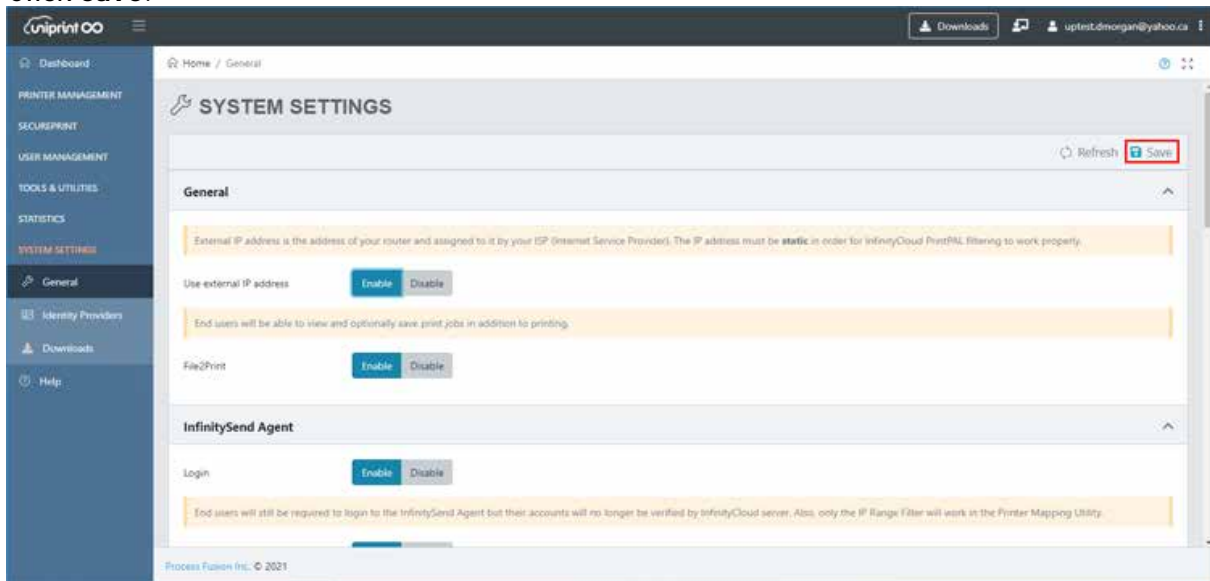 Click Save.
uniprint
Downloads
uptest.dmorgan@yahoo.ca
Dashboard
Home / General
PRINTER MANAGEMENT
SYSTEM SETTINGS
SECUREPRINT
USER MANAGEMENT
Refresh Save
TOOLS & UTILITIES
General
STATISTICS
External IP address is the address of your router and assigned to it by your ISP (Internet Service Provider). The IP address must be static in order for InfinityCloud PrintPAL filtering to work properly.
SYSTEM SETTINGS
General
Use external IP address Enable Disable
Identity Providers
End users will be able to view and optionally save print jobs in addition to printing.
Downloads
File2Print Enable Disable
Help
InfinitySend Agent
Login Enable Disable
End users will still be required to login to the InfinitySend Agent but their accounts will no longer be verified by InfinityCloud server. Also, only the IP Range Filter will work in the Printer Mapping Utility.
Process Fusion Inc. © 2021